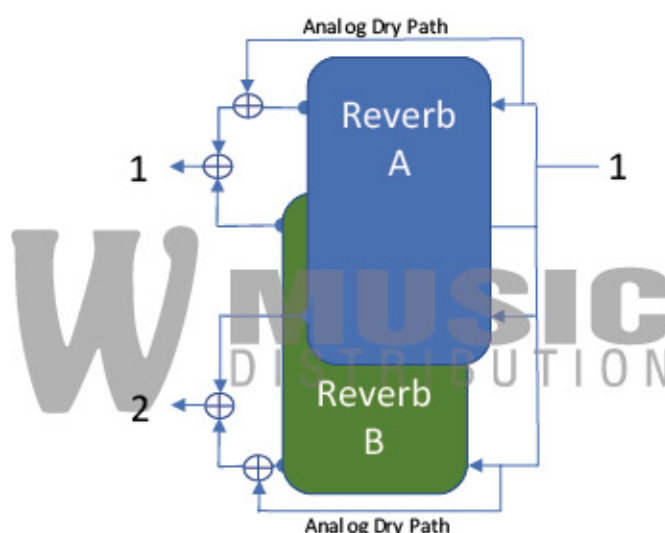 Analog Dry Path
Reverb
A
1
1
W MUSIC
DISTRIBUTION
2
Reverb
B
Analog Dry Path